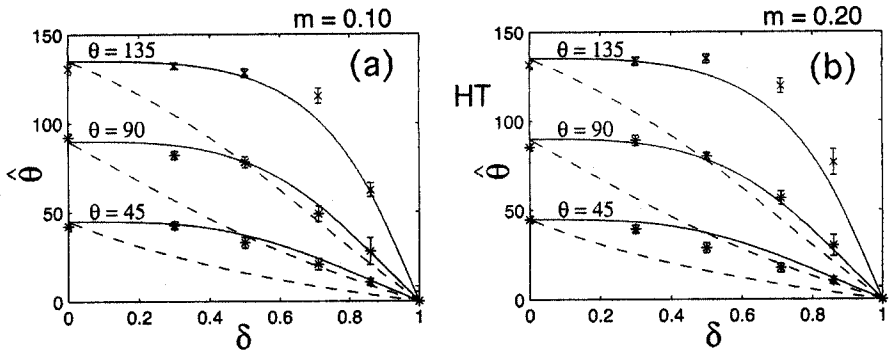 m = 0.10
150
100
50
0
θ̂
θ = 135
θ = 90
θ = 45
(a)
0 0.2 0.4 0.6 0.8 1
δ
m = 0.20
HT
150
100
50
0
θ̂
θ = 135
θ = 90
θ = 45
(b)
0 0.2 0.4 0.6 0.8 1
δ